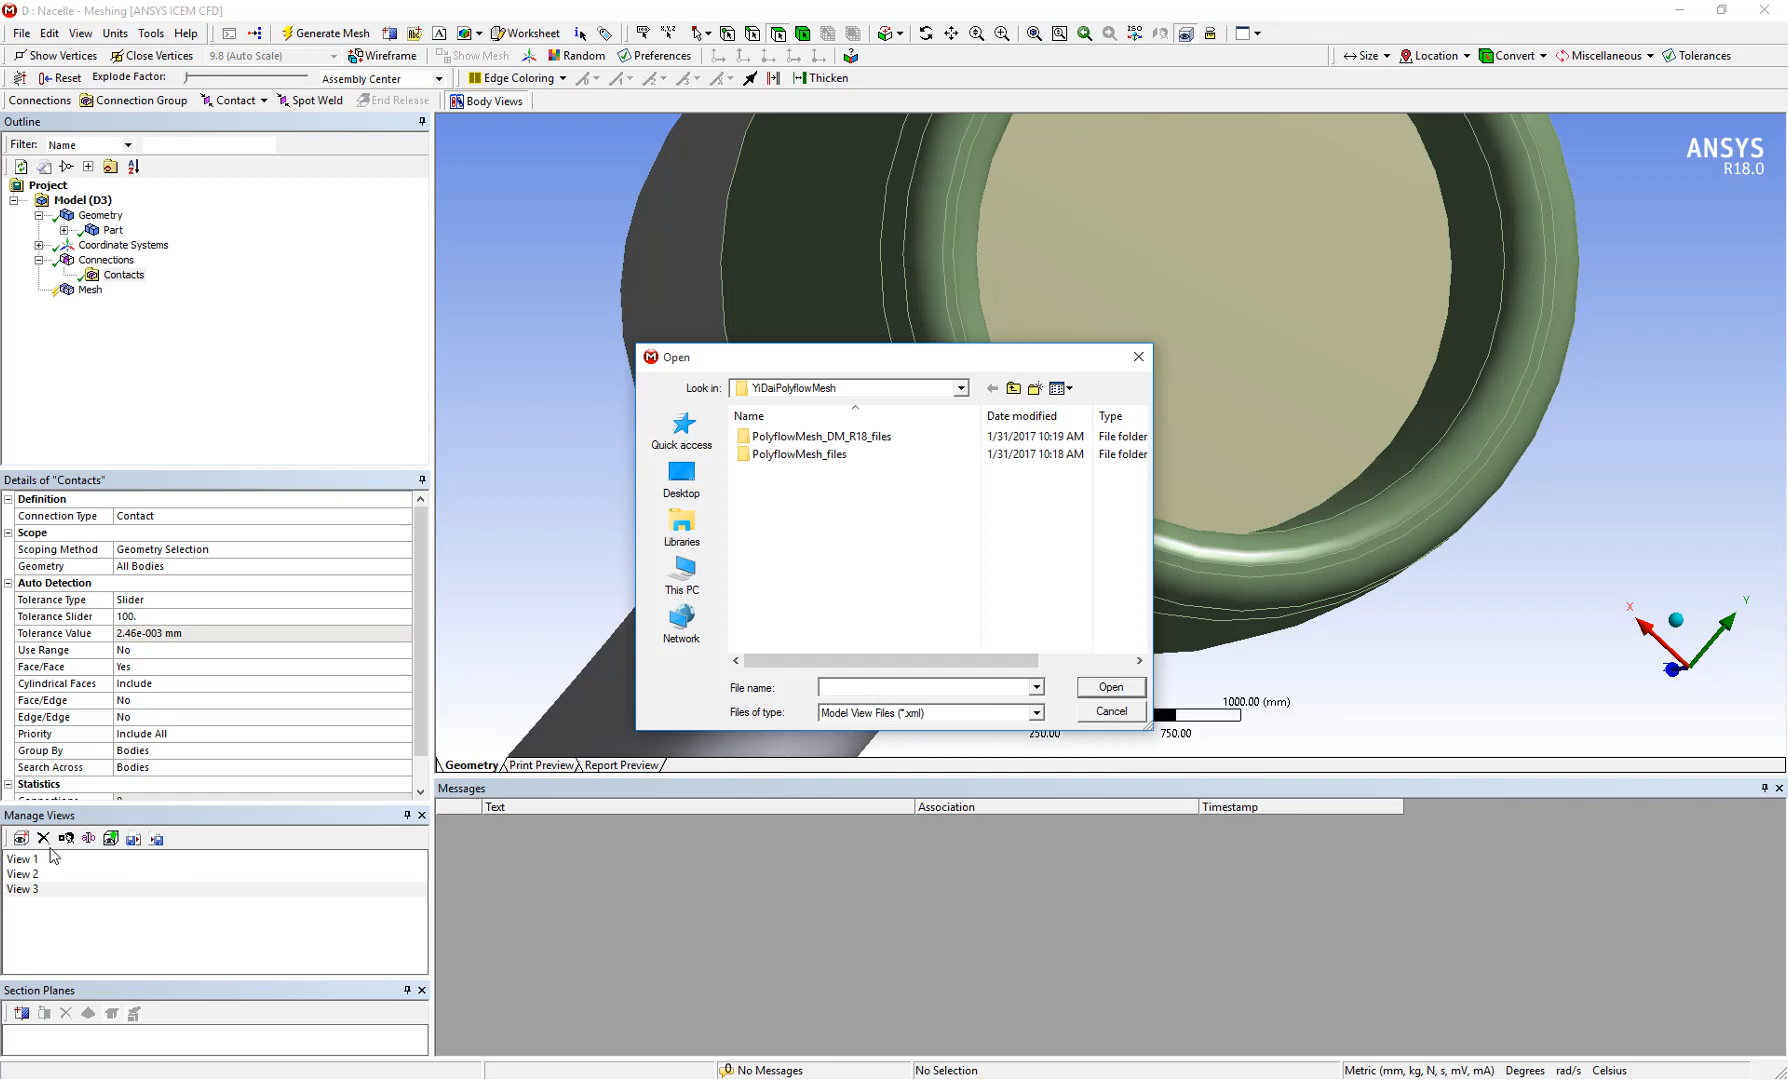 D : Nacelle - Meshing [ANSYS ICEM CFD]
File Edit View Units Tools Help Generate Mesh A Worksheet
Show Vertices Close Vertices 9.8 (Auto Scale) Wireframe Show Mesh Random Preferences Size Location Convert Miscellaneous Tolerances
Reset Explode Factor: Assembly Center Edge Coloring Thicken
Connections Connection Group Contact Spot Weld End Release Body Views
Outline
Filter: Name
Project
Model (D3)
Geometry
Part
Coordinate Systems
Connections
Contacts
Mesh
ANSYS
R18.0
Details of "Contacts"
Definition
Connection Type Contact
Scope
Scoping Method Geometry Selection
Geometry All Bodies
Auto Detection
Tolerance Type Slider
Tolerance Slider 100.
Tolerance Value 2.46e-003 mm
Use Range No
Face/Face Yes
Cylindrical Faces Include
Face/Edge No
Edge/Edge No
Priority Include All
Group By Bodies
Search Across Bodies
Statistics
Manage Views
View 1
View 2
View 3
Section Planes
Open
Look in: YiDaiPolyflowMesh
Name Date modified Type
PolyflowMesh_DM_R18_files 1/31/2017 10:19 AM File folder
PolyflowMesh_files 1/31/2017 10:18 AM File folder
Quick access
Desktop
Libraries
This PC
Network
File name: Open
Files of type: Model View Files (*.xml) Cancel
X
Y
1000.00 (mm)
250.00 750.00
Geometry Print Preview Report Preview
Messages
Text Association Timestamp
No Messages No Selection Metric (mm, kg, N, s, mV, mA) Degrees rad/s Celsius